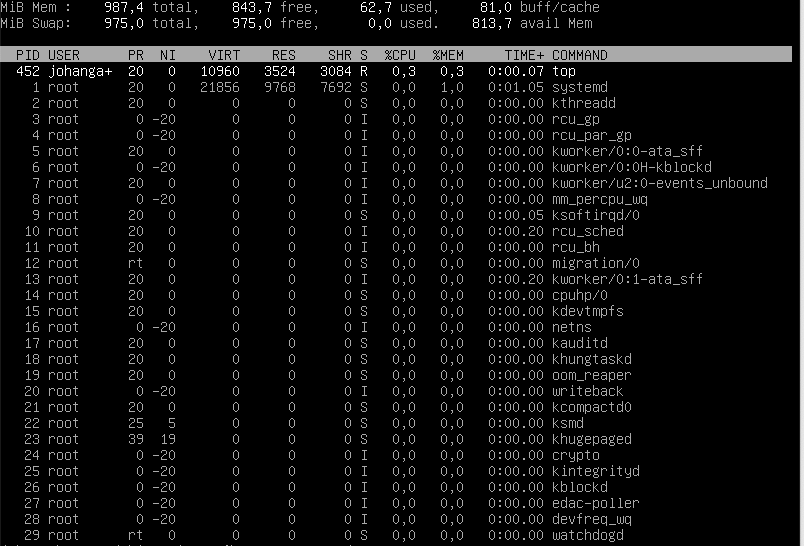 MiB Mem :    987,4 total,    843,7 free,     62,7 used,     81,0 buff/cache
MiB Swap:    975,0 total,    975,0 free,      0,0 used.    813,7 avail Mem
PID USER      PR  NI    VIRT    RES    SHR S  %CPU  %MEM     TIME+ COMMAND
452 johanga+  20   0   10960   3524   3084 R   0,3   0,3   0:00.07 top
1 root      20   0   21856   9768   7692 S   0,0   1,0   0:01.05 systemd
2 root      20   0       0      0      0 S   0,0   0,0   0:00.00 kthreadd
3 root       0 -20       0      0      0 I   0,0   0,0   0:00.00 rcu_gp
4 root       0 -20       0      0      0 I   0,0   0,0   0:00.00 rcu_par_gp
5 root      20   0       0      0      0 I   0,0   0,0   0:00.00 kworker/0:0-ata_sff
6 root       0 -20       0      0      0 I   0,0   0,0   0:00.00 kworker/0:0H-kblockd
7 root      20   0       0      0      0 I   0,0   0,0   0:00.00 kworker/u2:0-events_unbound
8 root       0 -20       0      0      0 I   0,0   0,0   0:00.00 mm_percpu_wq
9 root      20   0       0      0      0 S   0,0   0,0   0:00.05 ksoftirqd/0
10 root      20   0       0      0      0 I   0,0   0,0   0:00.20 rcu_sched
11 root      20   0       0      0      0 I   0,0   0,0   0:00.00 rcu_bh
12 root      rt   0       0      0      0 S   0,0   0,0   0:00.00 migration/0
13 root      20   0       0      0      0 I   0,0   0,0   0:00.20 kworker/0:1-ata_sff
14 root      20   0       0      0      0 S   0,0   0,0   0:00.00 cpuhp/0
15 root      20   0       0      0      0 S   0,0   0,0   0:00.00 kdevtmpfs
16 root       0 -20       0      0      0 I   0,0   0,0   0:00.00 netns
17 root      20   0       0      0      0 S   0,0   0,0   0:00.00 kauditd
18 root      20   0       0      0      0 S   0,0   0,0   0:00.00 khungtaskd
19 root      20   0       0      0      0 S   0,0   0,0   0:00.00 oom_reaper
20 root       0 -20       0      0      0 I   0,0   0,0   0:00.00 writeback
21 root      20   0       0      0      0 S   0,0   0,0   0:00.00 kcompactd0
22 root      25   5       0      0      0 S   0,0   0,0   0:00.00 ksmd
23 root      39  19       0      0      0 S   0,0   0,0   0:00.00 khugepaged
24 root       0 -20       0      0      0 I   0,0   0,0   0:00.00 crypto
25 root       0 -20       0      0      0 I   0,0   0,0   0:00.00 kintegrityd
26 root       0 -20       0      0      0 I   0,0   0,0   0:00.00 kblockd
27 root       0 -20       0      0      0 I   0,0   0,0   0:00.00 edac-poller
28 root       0 -20       0      0      0 I   0,0   0,0   0:00.00 devfreq_wq
29 root      rt   0       0      0      0 S   0,0   0,0   0:00.00 watchdogd